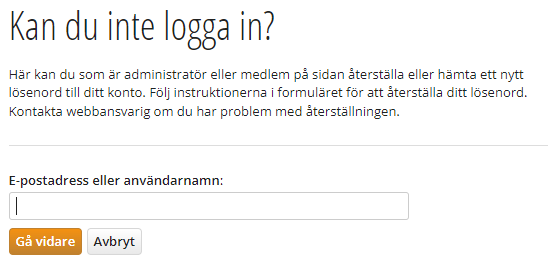 Kan du inte logga in?
Här kan du som är administratör eller medlem på sidan återställa eller hämta ett nytt
lösenord till ditt konto. Följ instruktionerna i formuläret för att återställa ditt lösenord.
Kontakta webbansvarig om du har problem med återställningen.
E-postadress eller användarnamn:
Gå vidare Avbryt